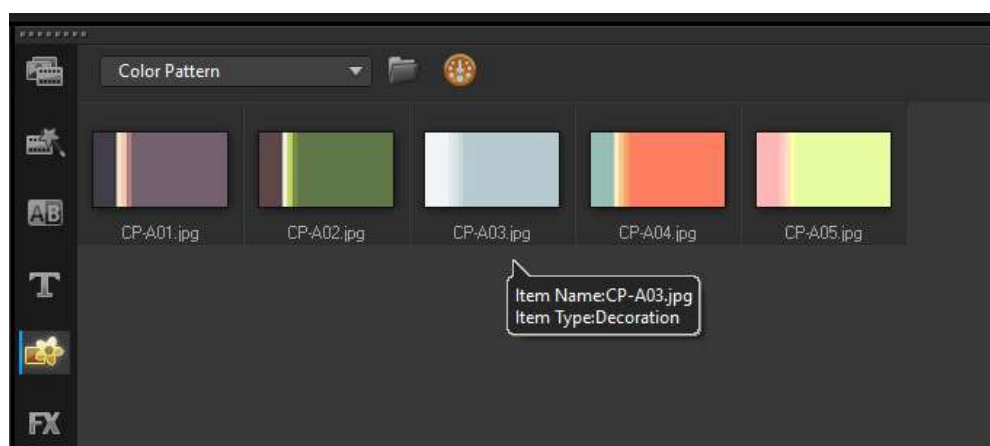 Color Pattern
AB
CP-A01.jpg
CP-A02.jpg
CP-A03.jpg
CP-A04.jpg
CP-A05.jpg
T
Item Name:CP-A03.jpg
Item Type:Decoration
FX